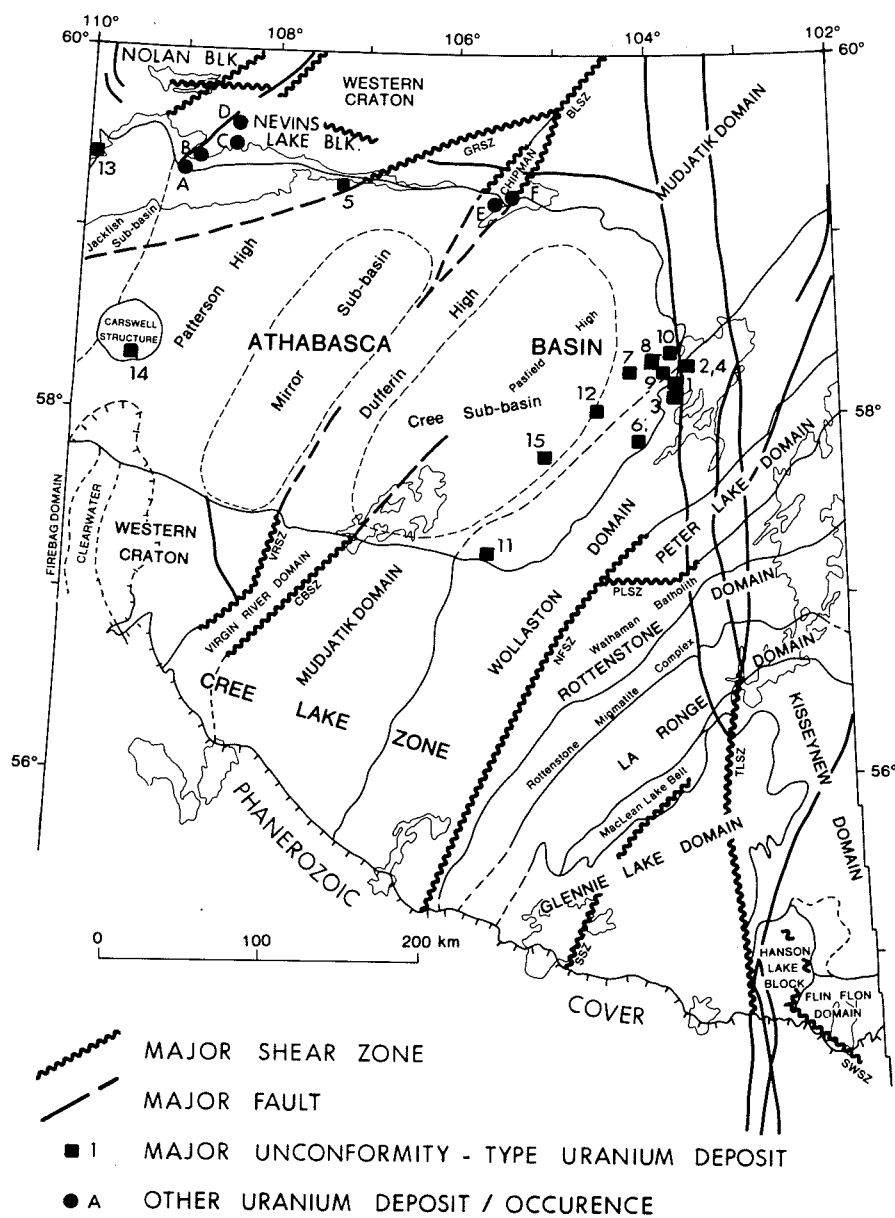 110°
60°
108°
106°
104°
102°
60°
NOLAN BLK.
WESTERN
CRATON
D
NEVINS
LAKE BLK.
B
C
A
13
5
GRSZ
BLSZ
CHIPMAN
E
F
MUDJATIK DOMAIN
Jackfish
Sub-basin
Patterson High
CARSWELL
STRUCTURE
14
Mirror Sub-basin
ATHABASCA BASIN
Dufferin High
Cree Sub-basin
Pasfield High
10
8
7
2,4
9
1
3
12
6
15
11
58°
58°
FIREBAG DOMAIN
CLEARWATER
WESTERN
CRATON
VRSZ
VIRGIN RIVER DOMAIN
CBSZ
MUDJATIK DOMAIN
CREE LAKE ZONE
WOLLASTON DOMAIN
PETER LAKE DOMAIN
PLSZ
NFSZ
Wathaman Batholith
ROTTENSTONE DOMAIN
Rottenstone Migmatite Complex
LA RONGE DOMAIN
MacLean Lake Belt
GLENNIE LAKE DOMAIN
TLSZ
KISSEYNEW DOMAIN
56°
56°
PHANEROZOIC COVER
SSZ
HANSON
LAKE
BLOCK
FLIN FLON
DOMAIN
SWSZ
0 100 200 km
MAJOR SHEAR ZONE
MAJOR FAULT
1 MAJOR UNCONFORMITY - TYPE URANIUM DEPOSIT
A OTHER URANIUM DEPOSIT / OCCURENCE